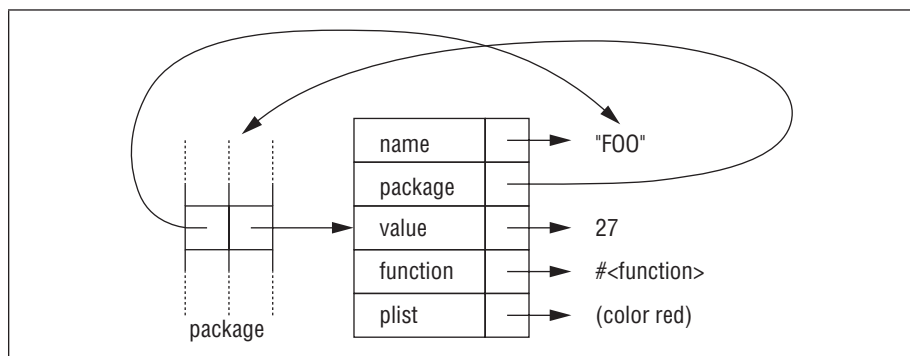 name "FOO"
package
value 27
function #<function>
plist (color red)
package